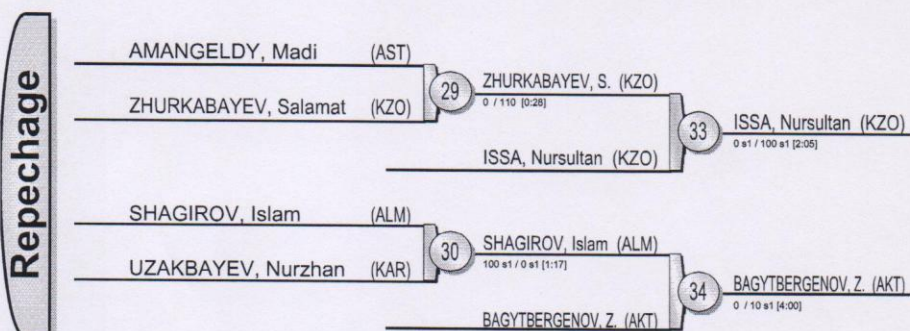 Repechage
AMANGELDY, Madi (AST)
ZHURKABAYEV, Salamat (KZO)
29
ZHURKABAYEV, S. (KZO)
0 / 110 [0:28]
ISSA, Nursultan (KZO)
33
ISSA, Nursultan (KZO)
0 s1 / 100 s1 [2:05]
SHAGIROV, Islam (ALM)
UZAKBAYEV, Nurzhan (KAR)
30
SHAGIROV, Islam (ALM)
100 s1 / 0 s1 [1:17]
BAGYTBERGENOV, Z. (AKT)
34
BAGYTBERGENOV, Z. (AKT)
0 / 10 s1 [4:00]